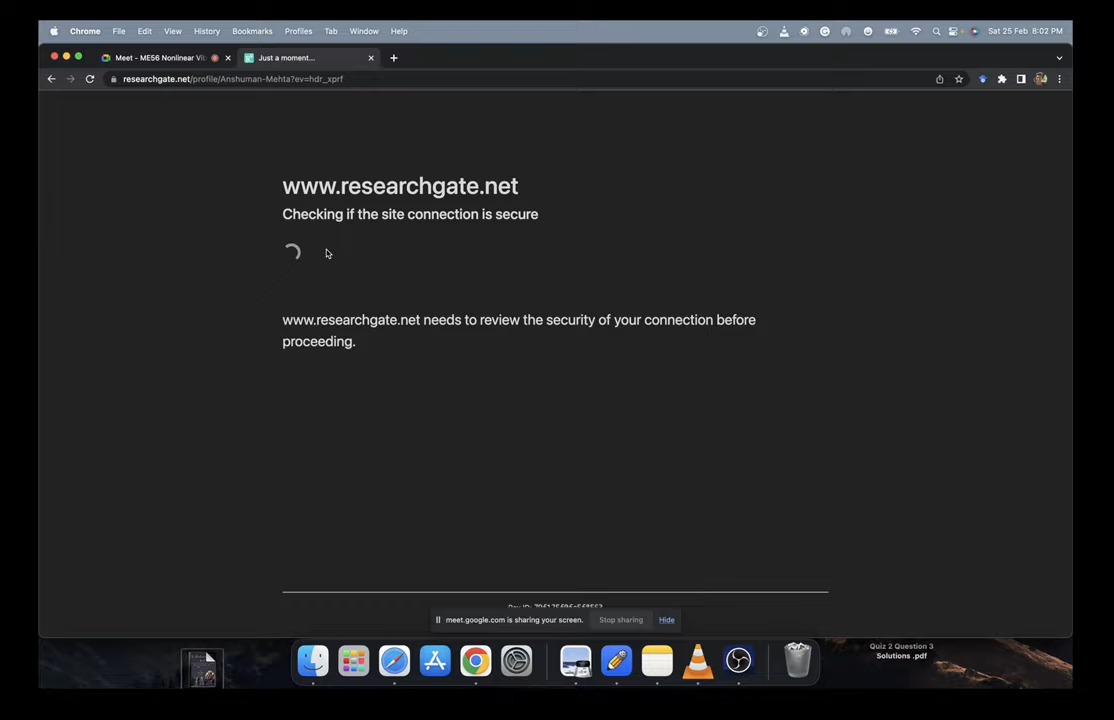 Chrome File Edit View History Bookmarks Profiles Tab Window Help Sat 25 Feb 8:02 PM
Meet - ME56 Nonlinear Vib Just a moment...
researchgate.net/profile/Anshuman-Mehta?ev=hdr_xprf
www.researchgate.net
Checking if the site connection is secure
www.researchgate.net needs to review the security of your connection before
proceeding.
Ray ID:
meet.google.com is sharing your screen. Stop sharing Hide
Quiz 2 Question 3
Solutions .pdf